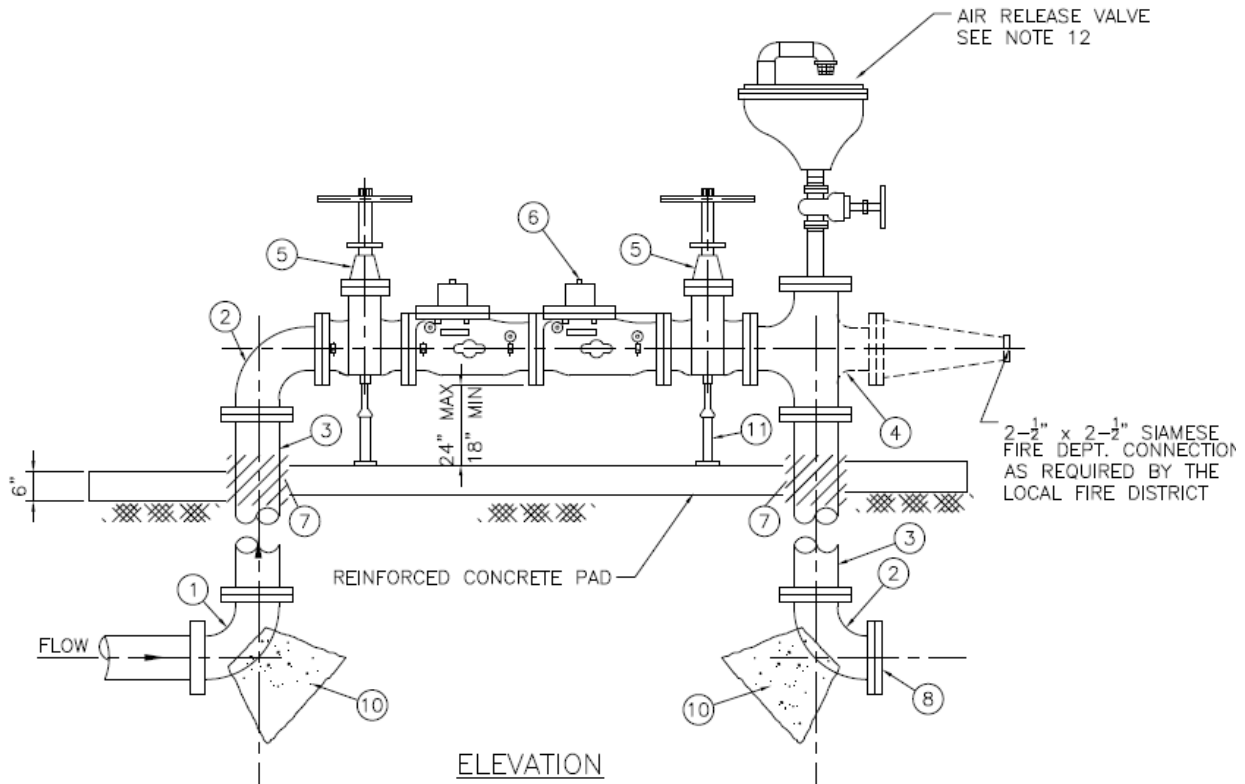 AIR RELEASE VALVE
SEE NOTE 12
6
5
5
2
24" MAX
18" MIN
3
11
4
2-½" x 2-½" SIAMESE
FIRE DEPT. CONNECTION
AS REQUIRED BY THE
LOCAL FIRE DISTRICT
6"
7
7
3
REINFORCED CONCRETE PAD
1
2
FLOW
10
10
8
ELEVATION